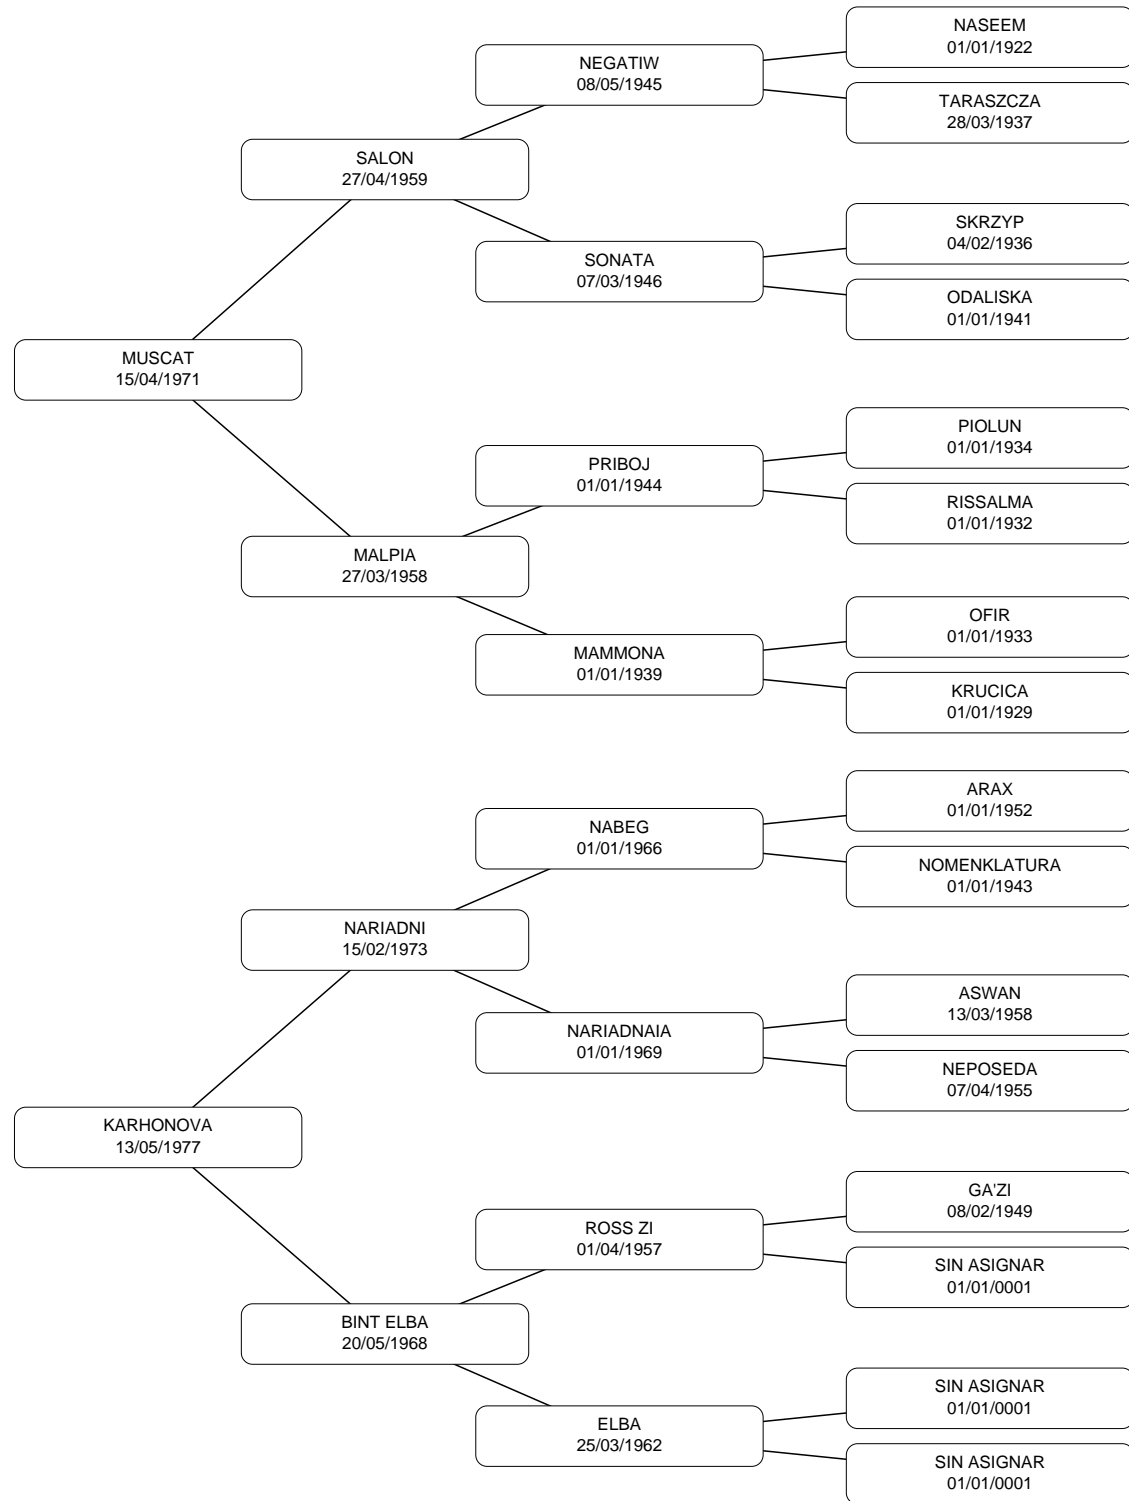 NASEEM
01/01/1922
NEGATIW
08/05/1945
TARASZCZA
28/03/1937
SALON
27/04/1959
SKRZYP
04/02/1936
SONATA
07/03/1946
ODALISKA
01/01/1941
MUSCAT
15/04/1971
PIOLUN
01/01/1934
PRIBOJ
01/01/1944
RISSALMA
01/01/1932
MALPIA
27/03/1958
OFIR
01/01/1933
MAMMONA
01/01/1939
KRUCICA
01/01/1929
ARAX
01/01/1952
NABEG
01/01/1966
NOMENKLATURA
01/01/1943
NARIADNI
15/02/1973
ASWAN
13/03/1958
NARIADNAIA
01/01/1969
NEPOSEDA
07/04/1955
KARHONOVA
13/05/1977
GA'ZI
08/02/1949
ROSS ZI
01/04/1957
SIN ASIGNAR
01/01/0001
BINT ELBA
20/05/1968
SIN ASIGNAR
01/01/0001
ELBA
25/03/1962
SIN ASIGNAR
01/01/0001